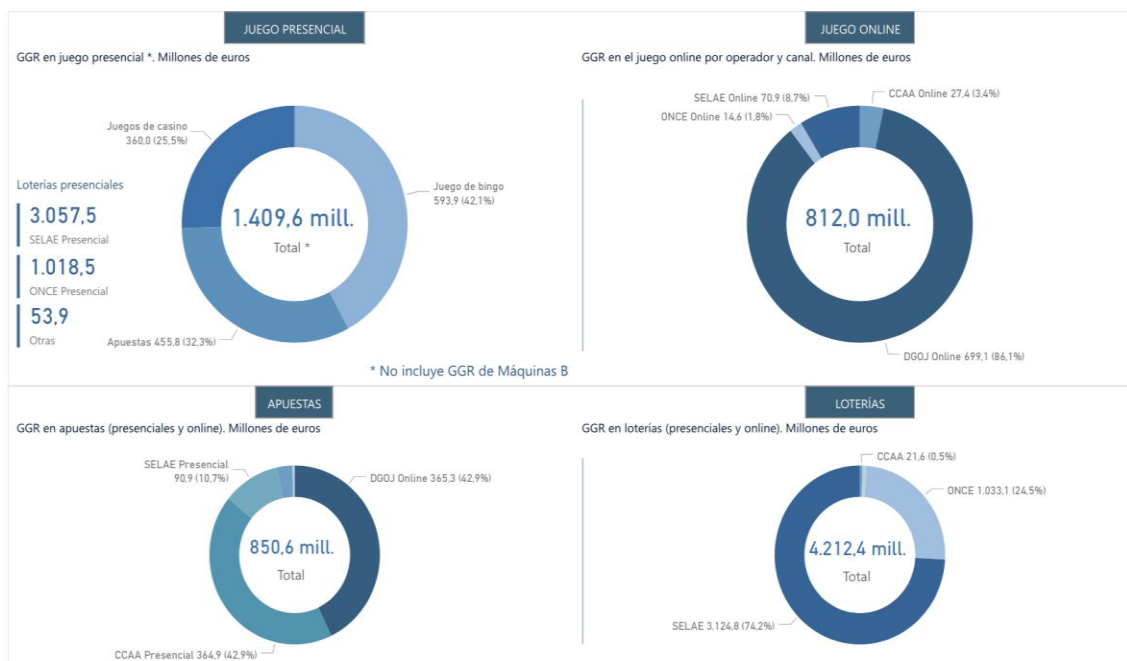 JUEGO PRESENCIAL
GGR en juego presencial *. Millones de euros
Juegos de casino
360,0 (25,5%)
Juego de bingo
593,9 (42,1%)
Loterías presenciales
3.057,5
SELAE Presencial
1.018,5
ONCE Presencial
53,9
Otras
1.409,6 mill.
Total *
Apuestas 455,8 (32,3%)
* No incluye GGR de Máquinas B
JUEGO ONLINE
GGR en el juego online por operador y canal. Millones de euros
SELAE Online 70,9 (8,7%)
CCAA Online 27,4 (3,4%)
ONCE Online 14,6 (1,8%)
812,0 mill.
Total
DGOJ Online 699,1 (86,1%)
APUESTAS
GGR en apuestas (presenciales y online). Millones de euros
SELAE Presencial
90,9 (10,7%)
DGOJ Online 365,3 (42,9%)
850,6 mill.
Total
CCAA Presencial 364,9 (42,9%)
LOTERÍAS
GGR en loterías (presenciales y online). Millones de euros
CCAA 21,6 (0,5%)
ONCE 1.033,1 (24,5%)
4.212,4 mill.
Total
SELAE 3.124,8 (74,2%)